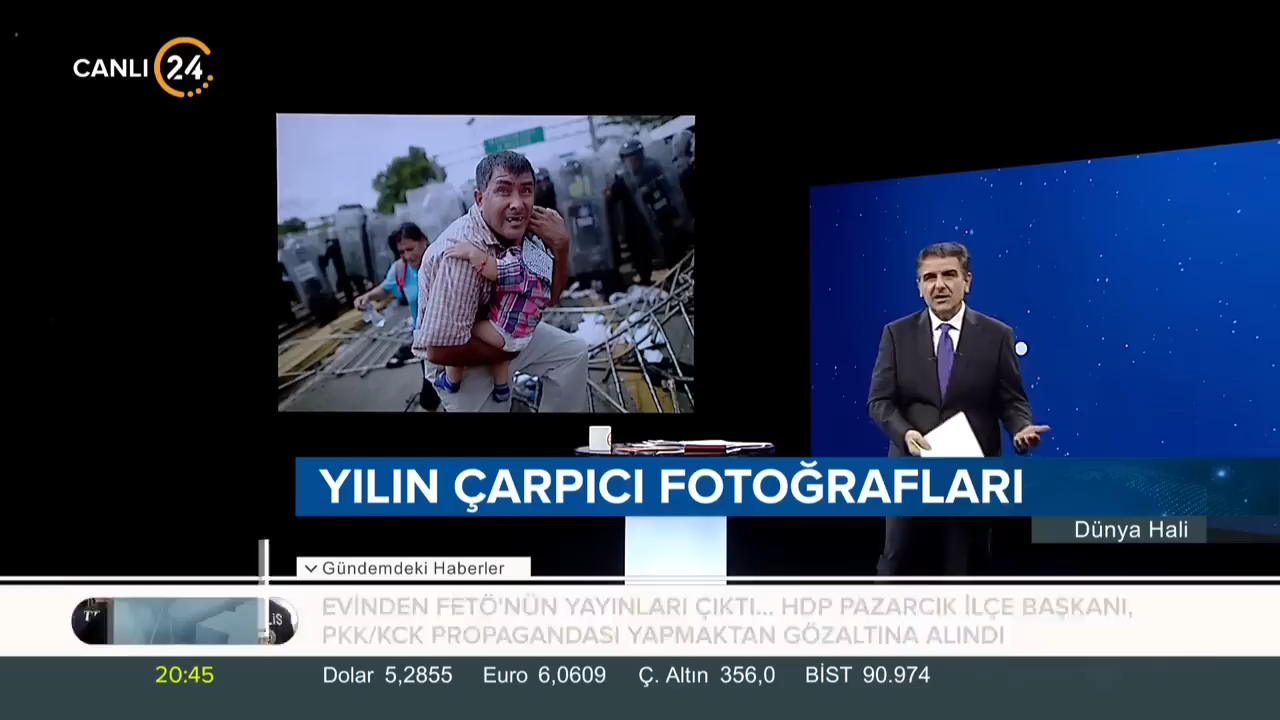 CANLI 24
YILIN ÇARPICI FOTOĞRAFLARI
Dünya Hali
Gündemdeki Haberler
EVİNDEN FETÖ'NÜN YAYINLARI ÇIKTI... HDP PAZARCIK İLÇE BAŞKANI,
PKK/KCK PROPAGANDASI YAPMAKTAN GÖZALTINA ALINDI
20:45 Dolar 5,2855 Euro 6,0609 Ç. Altın 356,0 BİST 90.974